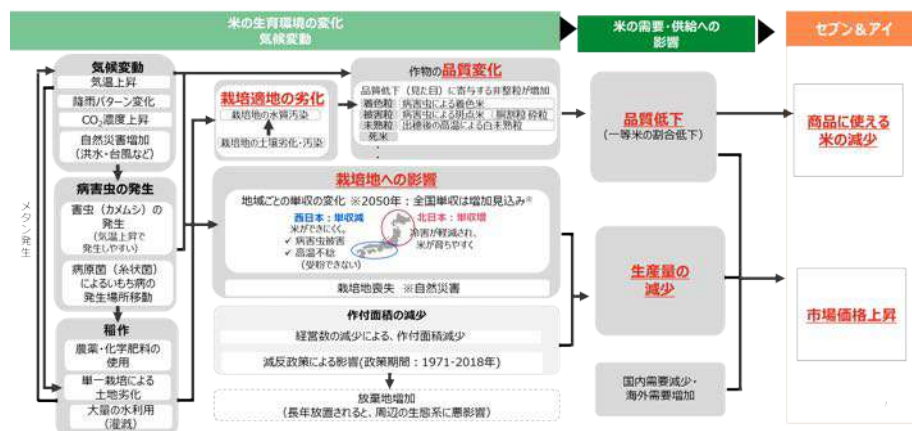 米の生育環境の変化
気候変動
米の需要・供給への
影響
セブン&アイ
気候変動
気温上昇
降雨パターン変化
CO₂濃度上昇
自然災害増加
(洪水・台風など)
病害虫の発生
害虫（カメムシ）の
発生
(気温上昇で
発生しやすい)
病原菌（糸状菌）
によるいもち病の
発生場所移動
稲作
農薬・化学肥料の
使用
単一栽培による
土地劣化
大量の水利用
(灌漑)
メタン発生
栽培適地の劣化
栽培地の水質汚染
栽培地の土壌劣化・汚染
作物の品質変化
品質低下（見た目）に寄与する非整粒が増加
着色粒 病害虫による着色米
被害粒 病害虫による斑点米 胴割粒 砕粒
未熟粒 出穂後の高温による白未熟粒
死米
栽培地への影響
地域ごとの単収の変化 ※2050年：全国単収は増加見込み※
西日本：単収減
米ができにくく。
✓ 病害虫被害
✓ 高温不稔
(受粉できない)
北日本：単収増
冷害が軽減され、
米が育ちやすく
栽培地喪失 ※自然災害
作付面積の減少
経営数の減少による、作付面積減少
減反政策による影響(政策期間：1971-2018年)
放棄地増加
(長年放置されると、周辺の生態系に悪影響)
品質低下
(一等米の割合低下)
生産量の
減少
国内需要減少・
海外需要増加
商品に使える
米の減少
市場価格上昇